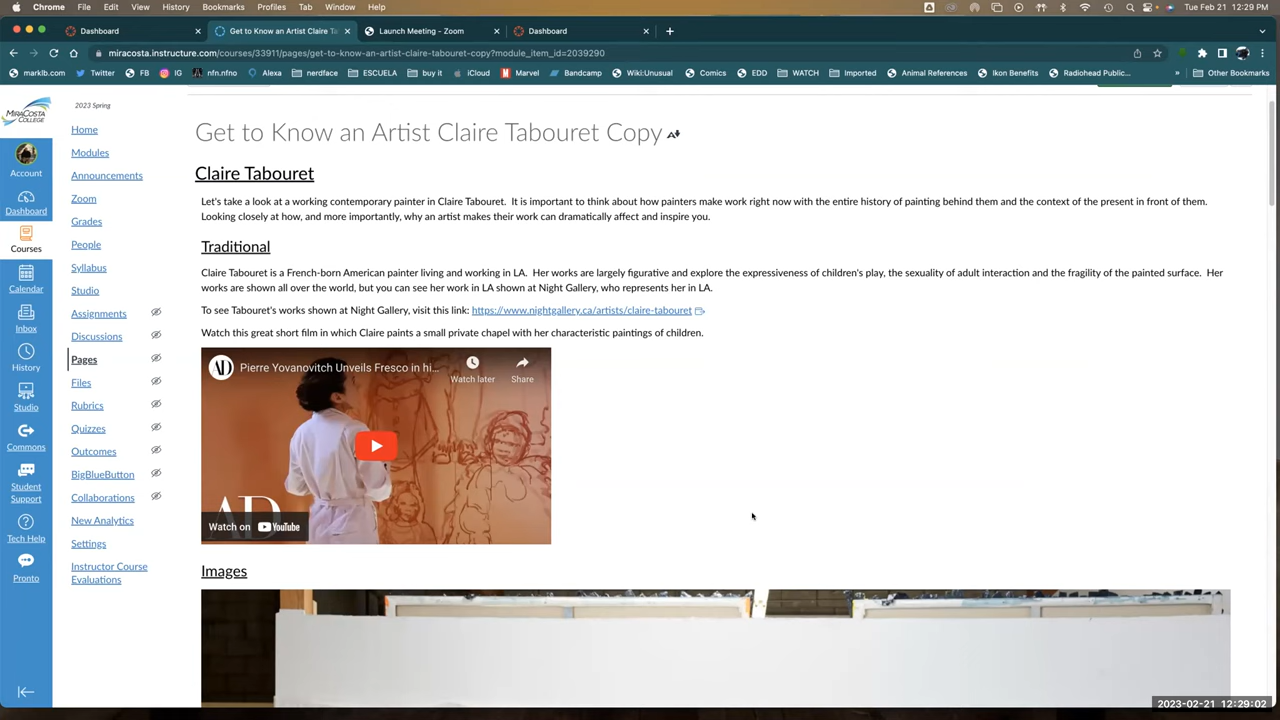 Chrome File Edit View History Bookmarks Profiles Tab Window Help Tue Feb 21 12:29 PM
Dashboard Get to Know an Artist Claire Ta Launch Meeting - Zoom Dashboard
miracosta.instructure.com/courses/33911/pages/get-to-know-an-artist-claire-tabouret-copy?module_item_id=2039290
marklb.com Twitter FB IG nfn.nfno Alexa nerdface ESCUELA buy it iCloud Marvel Bandcamp Wiki:Unusual Comics EDD WATCH Imported Animal References Ikon Benefits Radiohead Public... » Other Bookmarks
MIRACOSTA
COLLEGE
Account
Dashboard
Courses
Calendar
Inbox
History
Studio
Commons
Student
Support
Tech Help
Pronto
2023 Spring
Home
Modules
Announcements
Zoom
Grades
People
Syllabus
Studio
Assignments
Discussions
Pages
Files
Rubrics
Quizzes
Outcomes
BigBlueButton
Collaborations
New Analytics
Settings
Instructor Course
Evaluations
Get to Know an Artist Claire Tabouret Copy
Claire Tabouret
Let's take a look at a working contemporary painter in Claire Tabouret. It is important to think about how painters make work right now with the entire history of painting behind them and the context of the present in front of them.
Looking closely at how, and more importantly, why an artist makes their work can dramatically affect and inspire you.
Traditional
Claire Tabouret is a French-born American painter living and working in LA. Her works are largely figurative and explore the expressiveness of children's play, the sexuality of adult interaction and the fragility of the painted surface. Her
works are shown all over the world, but you can see her work in LA shown at Night Gallery, who represents her in LA.
To see Tabouret's works shown at Night Gallery, visit this link: https://www.nightgallery.ca/artists/claire-tabouret
Watch this great short film in which Claire paints a small private chapel with her characteristic paintings of children.
AD Pierre Yovanovitch Unveils Fresco in hi...
Watch later Share
AD
Watch on YouTube
Images
2023-02-21 12:29:02